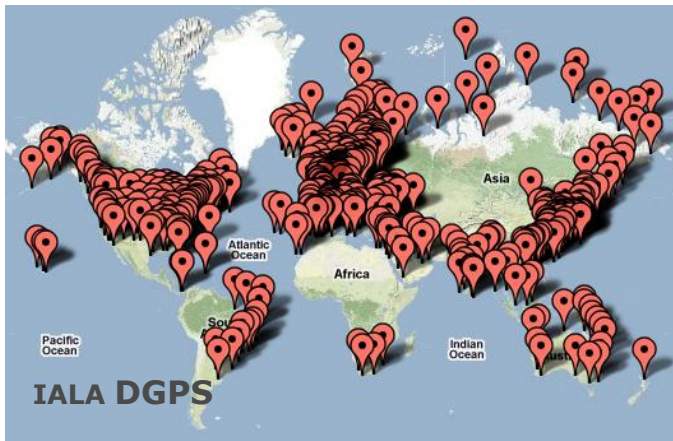 Asia
Atlantic
Ocean
Africa
Pacific
Ocean
Indian
Ocean
IALA DGPS